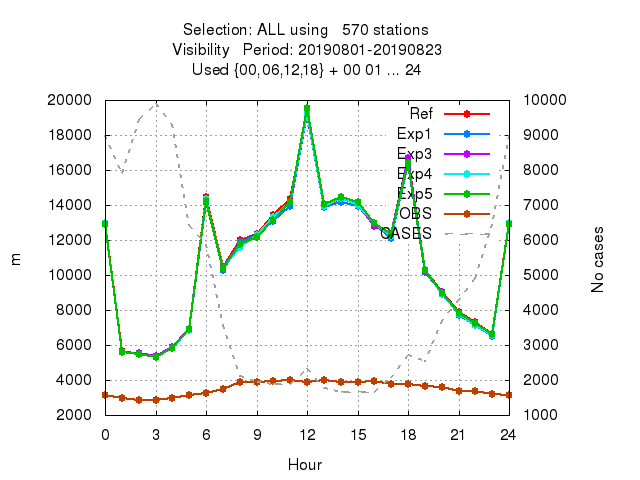 Selection: ALL using 570 stations
Visibility Period: 20190801-20190823
Used {00,06,12,18} + 00 01 ... 24
20000
18000
16000
14000
12000
10000
8000
6000
4000
2000
m
10000
9000
8000
7000
6000
5000
4000
3000
2000
1000
No cases
Ref
Exp1
Exp3
Exp4
Exp5
OBS
CASES
0 3 6 9 12 15 18 21 24
Hour